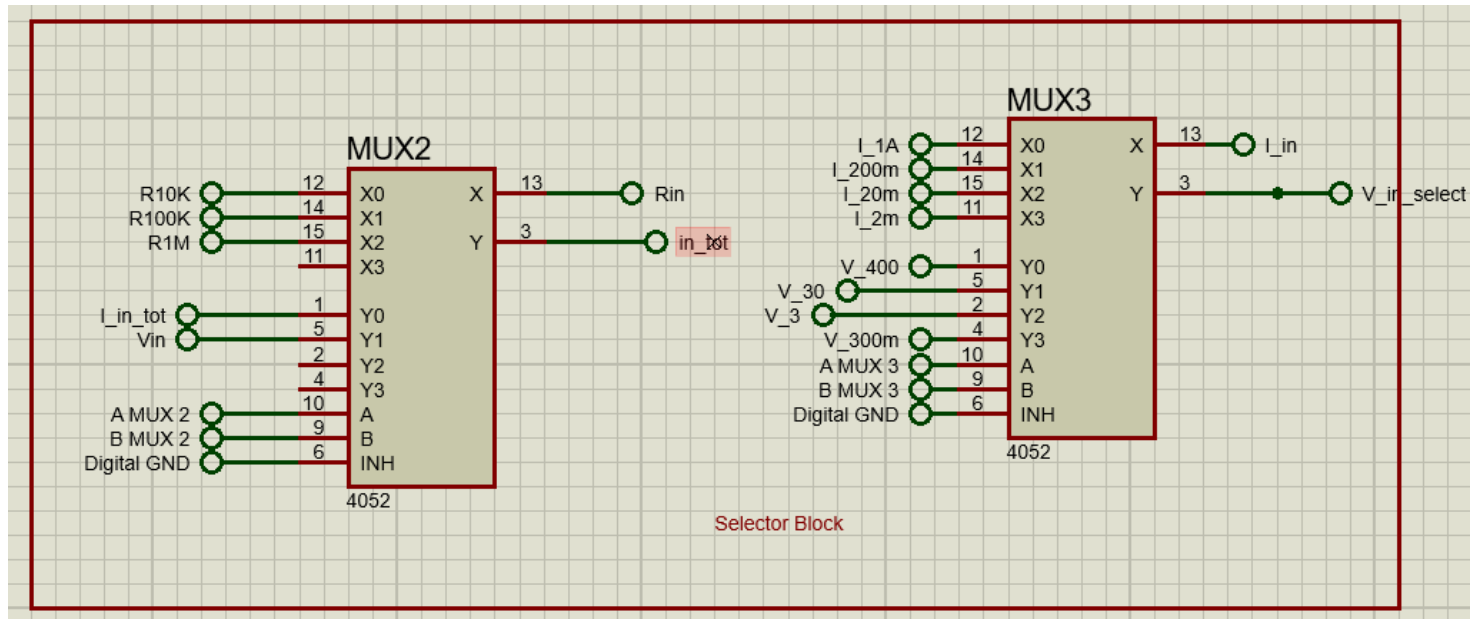 MUX2
R10K 12 X0 X 13 Rin
R100K 14 X1
R1M 15 X2 Y 3 in_tot
11 X3
I_in_tot 1 Y0
Vin 5 Y1
2 Y2
4 Y3
A MUX 2 10 A
B MUX 2 9 B
Digital GND 6 INH
4052
MUX3
I_1A 12 X0 X 13 I_in
I_200m 14 X1
I_20m 15 X2 Y 3 V_in_select
I_2m 11 X3
V_400 1 Y0
V_30 5 Y1
V_3 2 Y2
V_300m 4 Y3
A MUX 3 10 A
B MUX 3 9 B
Digital GND 6 INH
4052
Selector Block